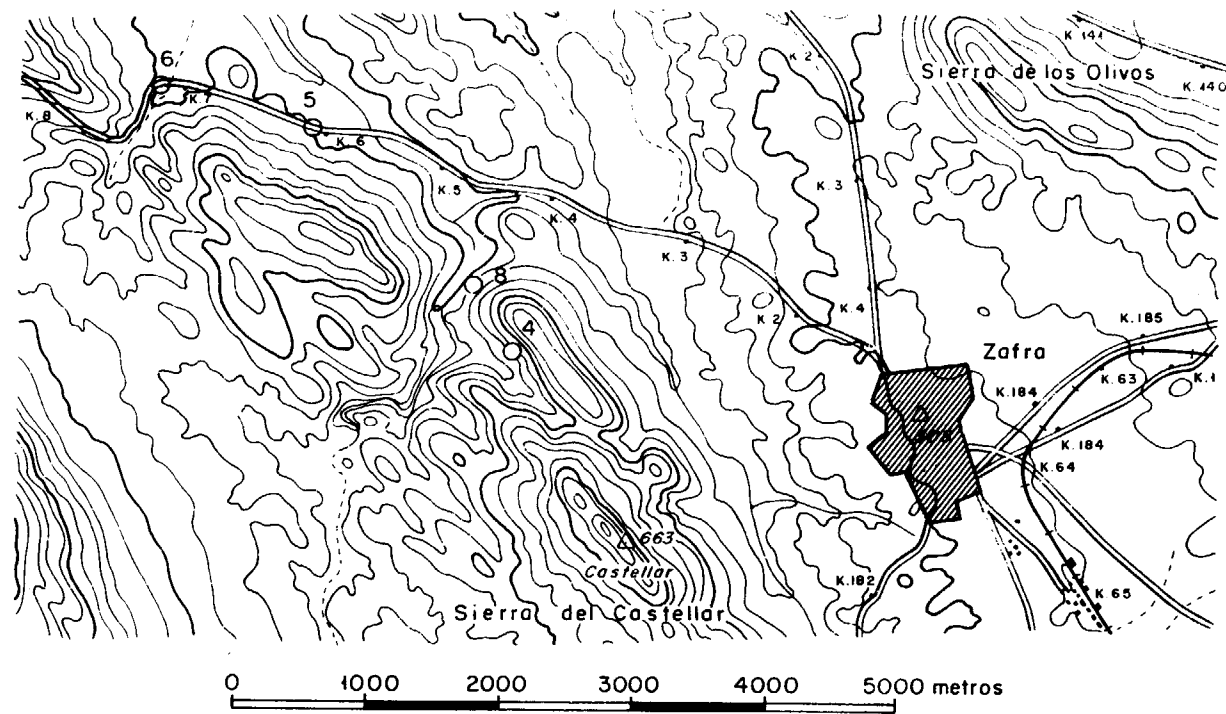 6
K 7
5
K. 8
K. 6
K. 5
K. 4
K. 3
K 2
K 2
K. 3
K. 4
K 141
K. 140
Sierra de los Olivos
8
4
Zafra
K. 185
K. 63
K. 184
K. 184
K. 64
K. 65
K. 182
663
Castellar
Sierra del Castellar
0 1000 2000 3000 4000 5000 metros